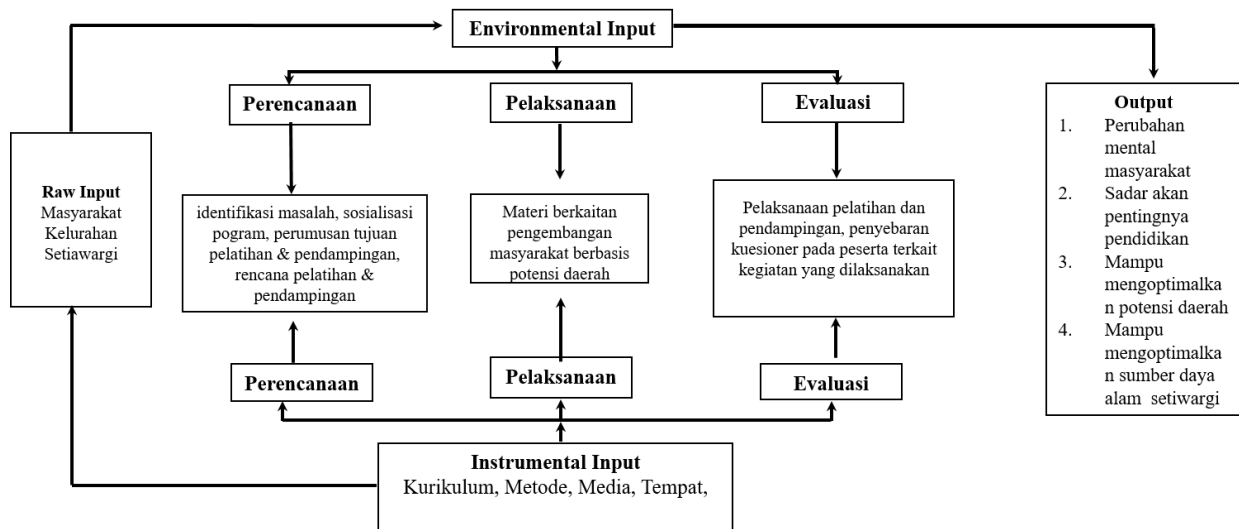 Environmental Input
Perencanaan
Pelaksanaan
Evaluasi
Raw Input
Masyarakat
Kelurahan
Setiawargi
identifikasi masalah, sosialisasi
pogram, perumusan tujuan
pelatihan & pendampingan,
rencana pelatihan &
pendampingan
Materi berkaitan
pengembangan
masyarakat berbasis
potensi daerah
Pelaksanaan pelatihan dan
pendampingan, penyebaran
kuesioner pada peserta terkait
kegiatan yang dilaksanakan
Output
1. Perubahan
mental
masyarakat
2. Sadar akan
pentingnya
pendidikan
3. Mampu
mengoptimalka
n potensi daerah
4. Mampu
mengoptimalka
n sumber daya
alam setiwargi
Perencanaan
Pelaksanaan
Evaluasi
Instrumental Input
Kurikulum, Metode, Media, Tempat,